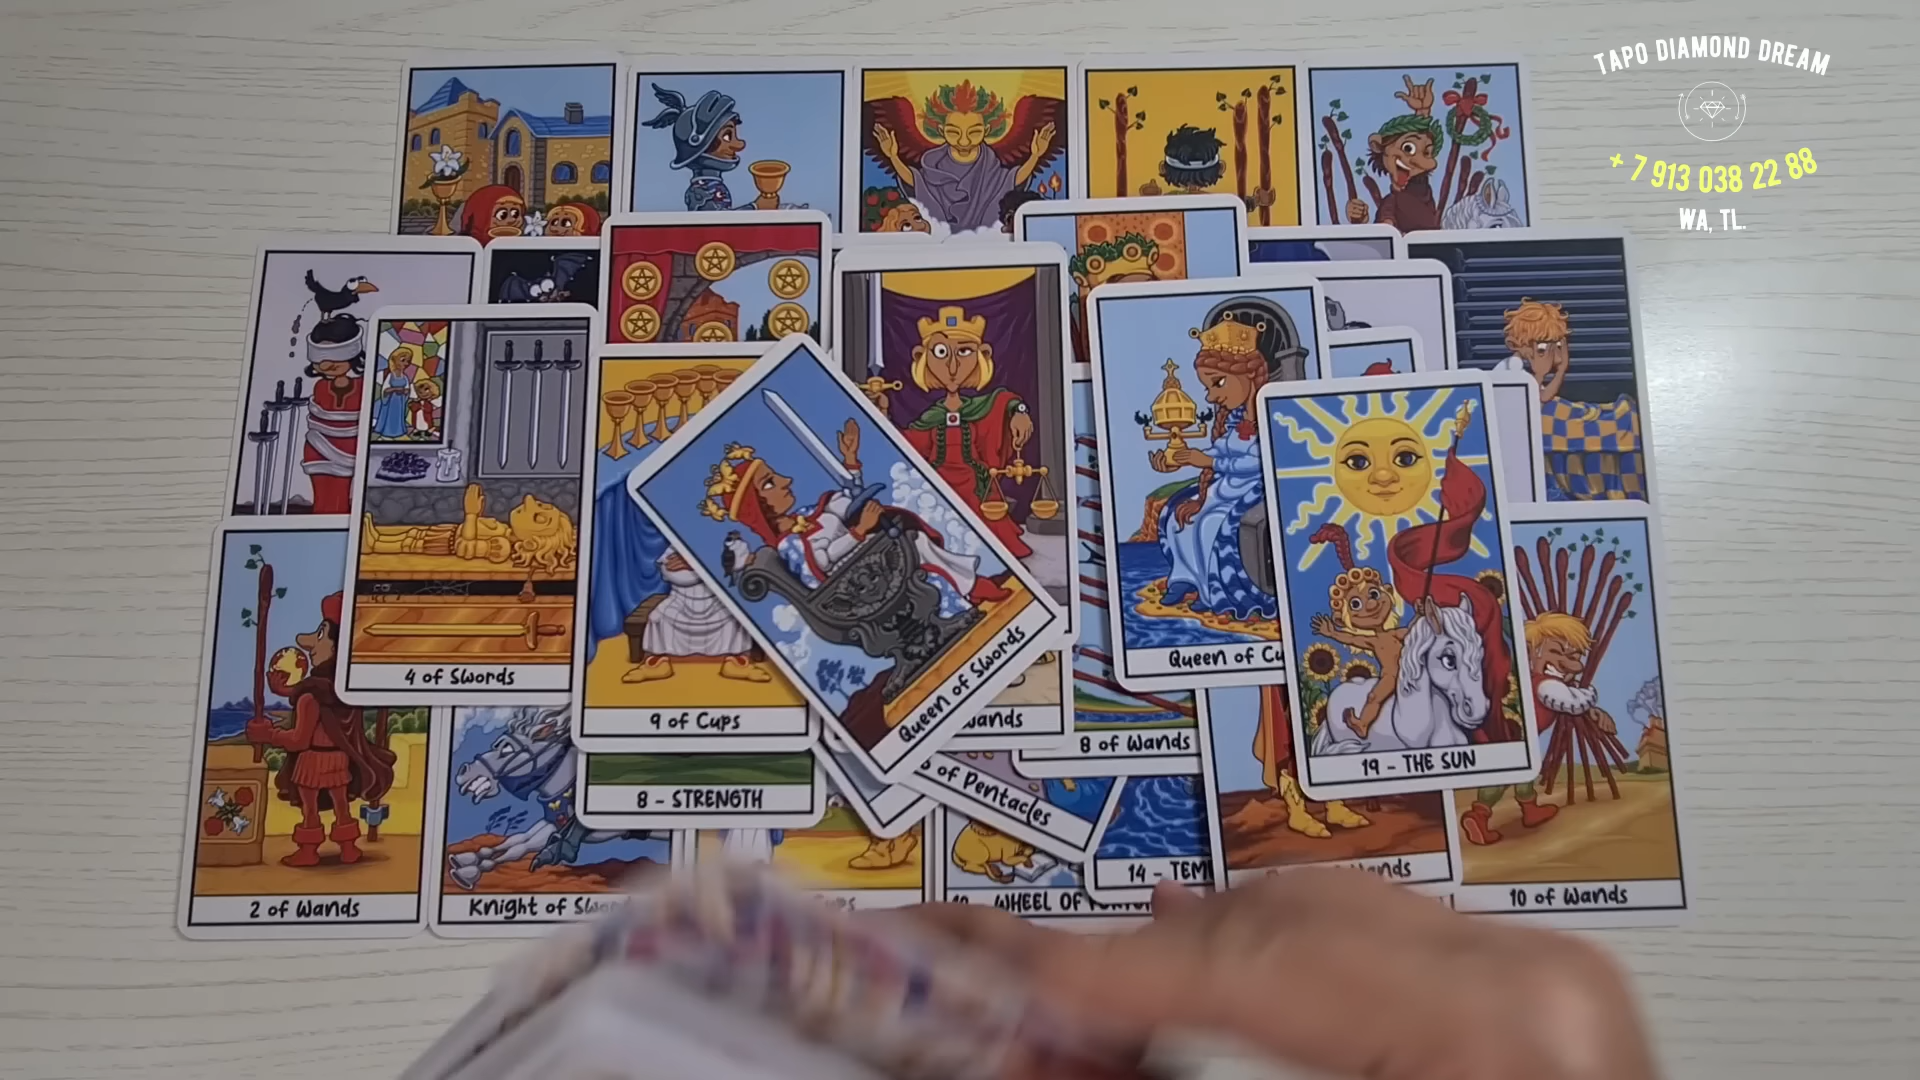 TAPO DIAMOND DREAM
+ 7 913 038 22 88
WA, TL.
4 of Swords
Queen of Cu
9 of Cups
Queen of Swords
ands
8 of Wands
19 - THE SUN
8 - STRENGTH
of Pentacles
14 - TEM
2 of Wands
Knight of Swor
WHEEL OF
10 of Wands